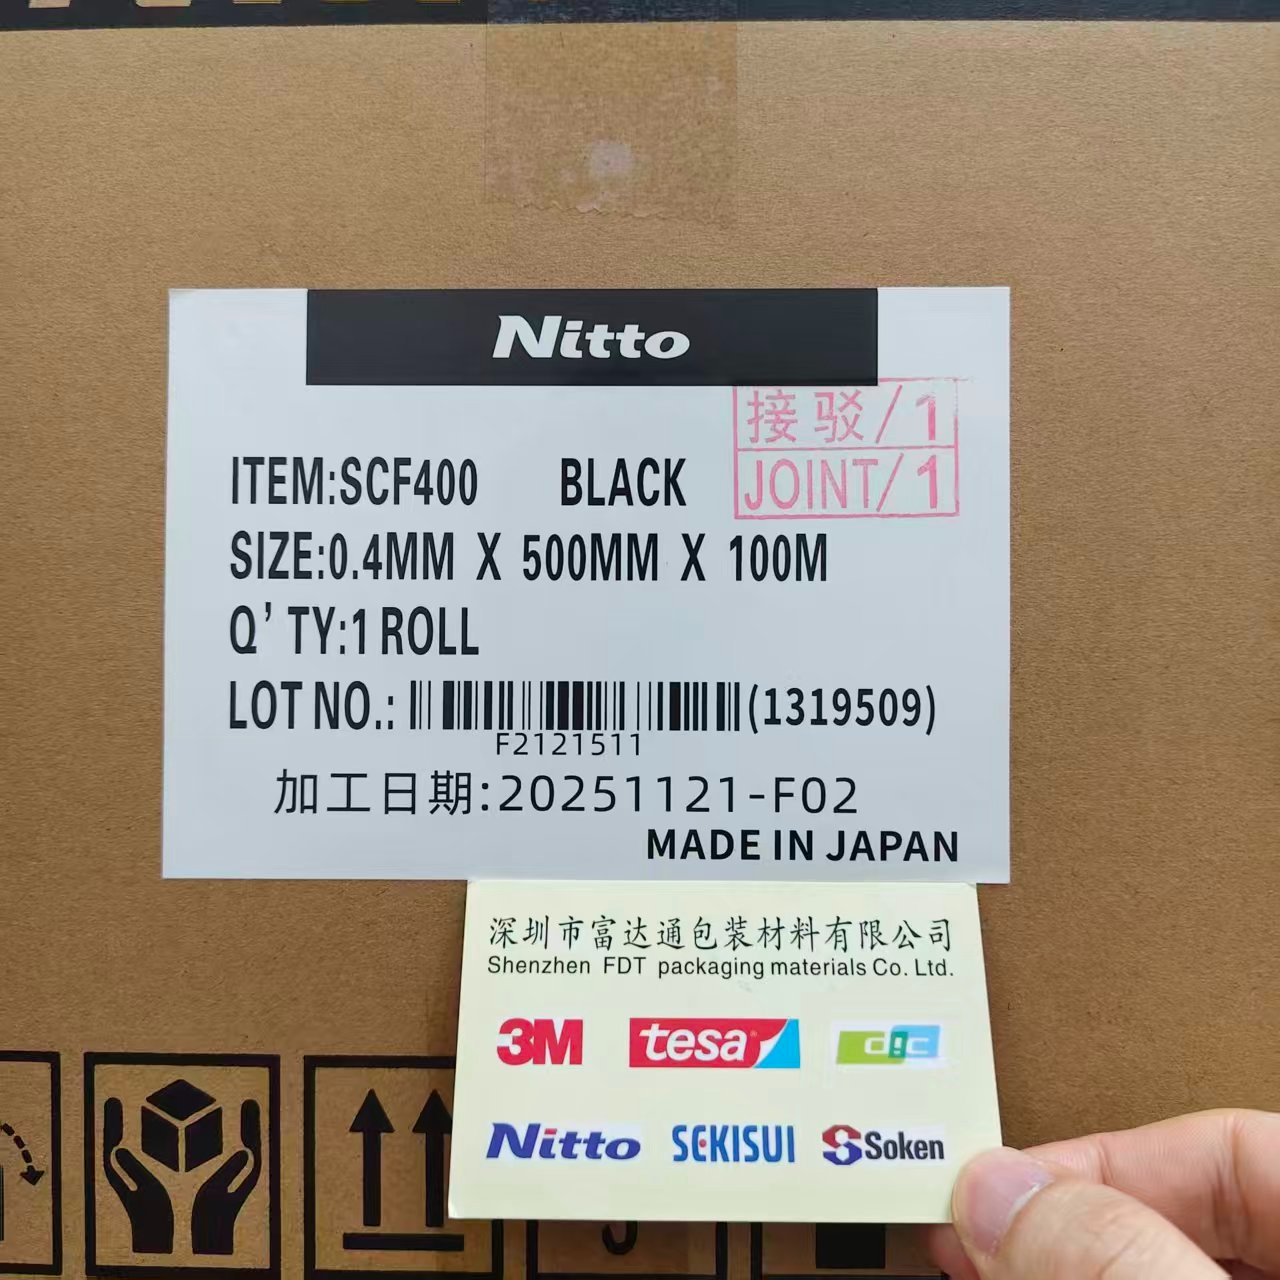 Nitto
接驳/1
JOINT/1
ITEM:SCF400 BLACK
SIZE:0.4MM X 500MM X 100M
Q'TY:1 ROLL
LOT NO.: (1319509)
F2121511
加工日期:20251121-F02
MADE IN JAPAN
深圳市富达通包装材料有限公司
Shenzhen FDT packaging materials Co. Ltd.
3M tesa dic
Nitto SEKISUI Soken